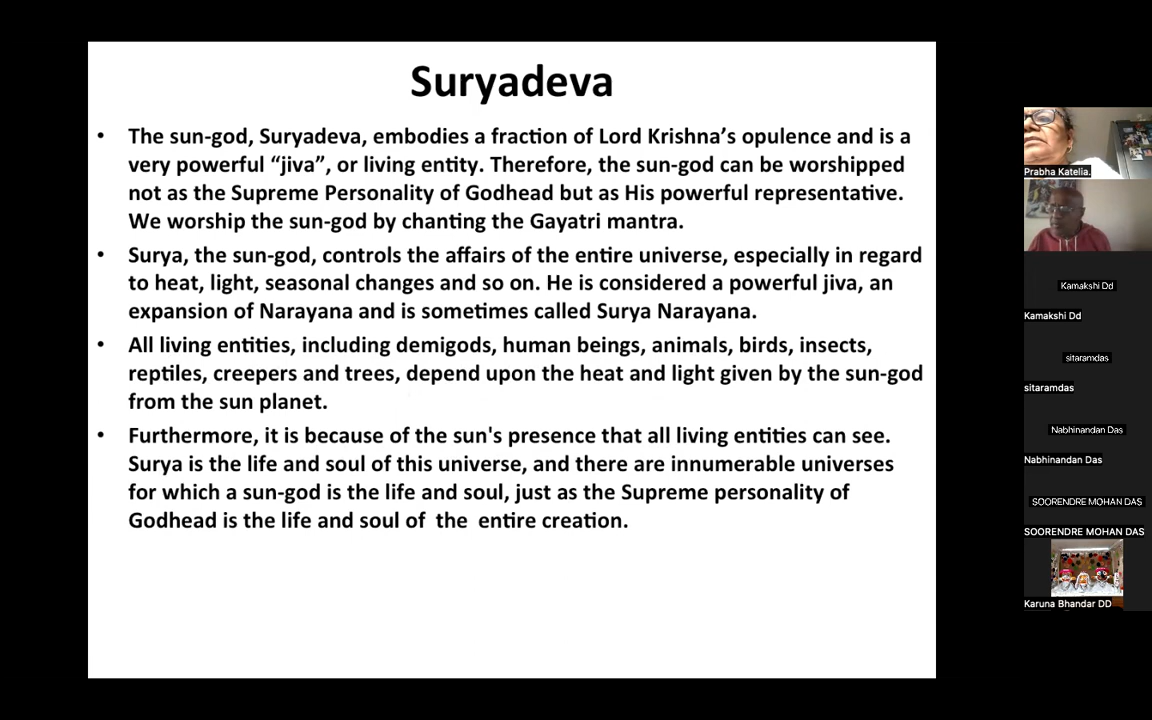 Suryadeva
• The sun-god, Suryadeva, embodies a fraction of Lord Krishna’s opulence and is a
very powerful “jiva”, or living entity. Therefore, the sun-god can be worshipped
not as the Supreme Personality of Godhead but as His powerful representative.
We worship the sun-god by chanting the Gayatri mantra.
• Surya, the sun-god, controls the affairs of the entire universe, especially in regard
to heat, light, seasonal changes and so on. He is considered a powerful jiva, an
expansion of Narayana and is sometimes called Surya Narayana.
• All living entities, including demigods, human beings, animals, birds, insects,
reptiles, creepers and trees, depend upon the heat and light given by the sun-god
from the sun planet.
• Furthermore, it is because of the sun's presence that all living entities can see.
Surya is the life and soul of this universe, and there are innumerable universes
for which a sun-god is the life and soul, just as the Supreme personality of
Godhead is the life and soul of the entire creation.
Prabha Katelia.
Kamakshi Dd
Kamakshi Dd
sitaramdas
sitaramdas
Nabhinandan Das
Nabhinandan Das
SOORENDRE MOHAN DAS
SOORENDRE MOHAN DAS
Karuna Bhandar DD